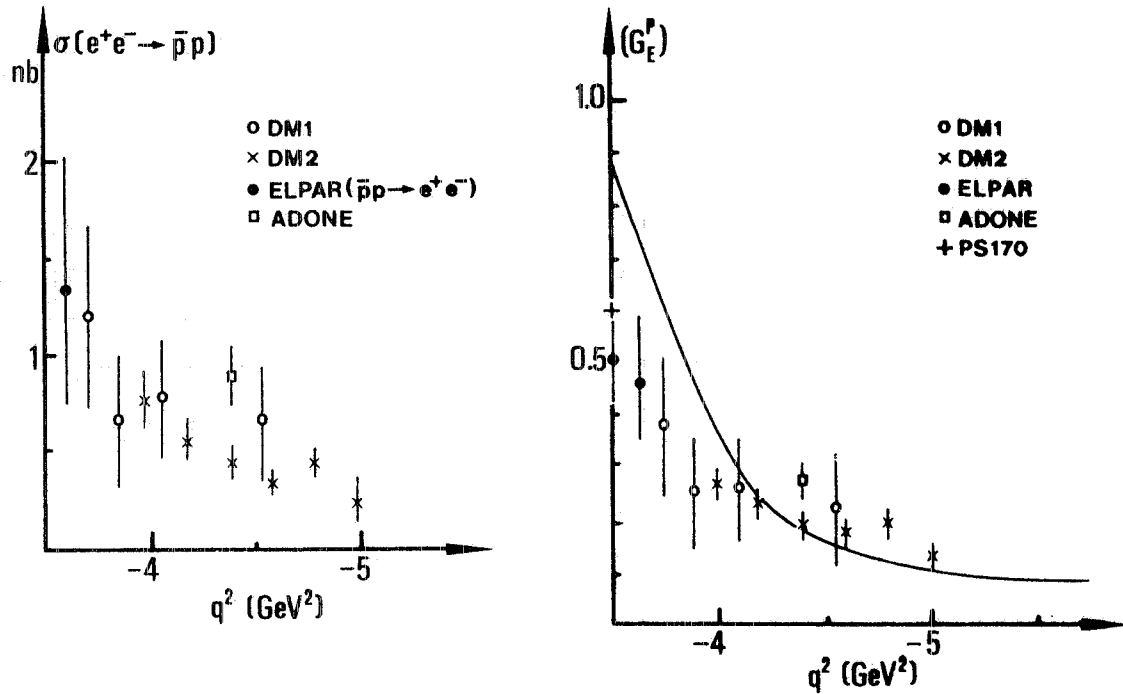 σ(e⁺e⁻→p̄p)
nb
○ DM1
× DM2
● ELPAR(p̄p→e⁺e⁻)
□ ADONE
2
1
-4
-5
q² (GeV²)
(G_E^P)
1.0
○ DM1
× DM2
● ELPAR
□ ADONE
+ PS170
0.5
-4
-5
q² (GeV²)